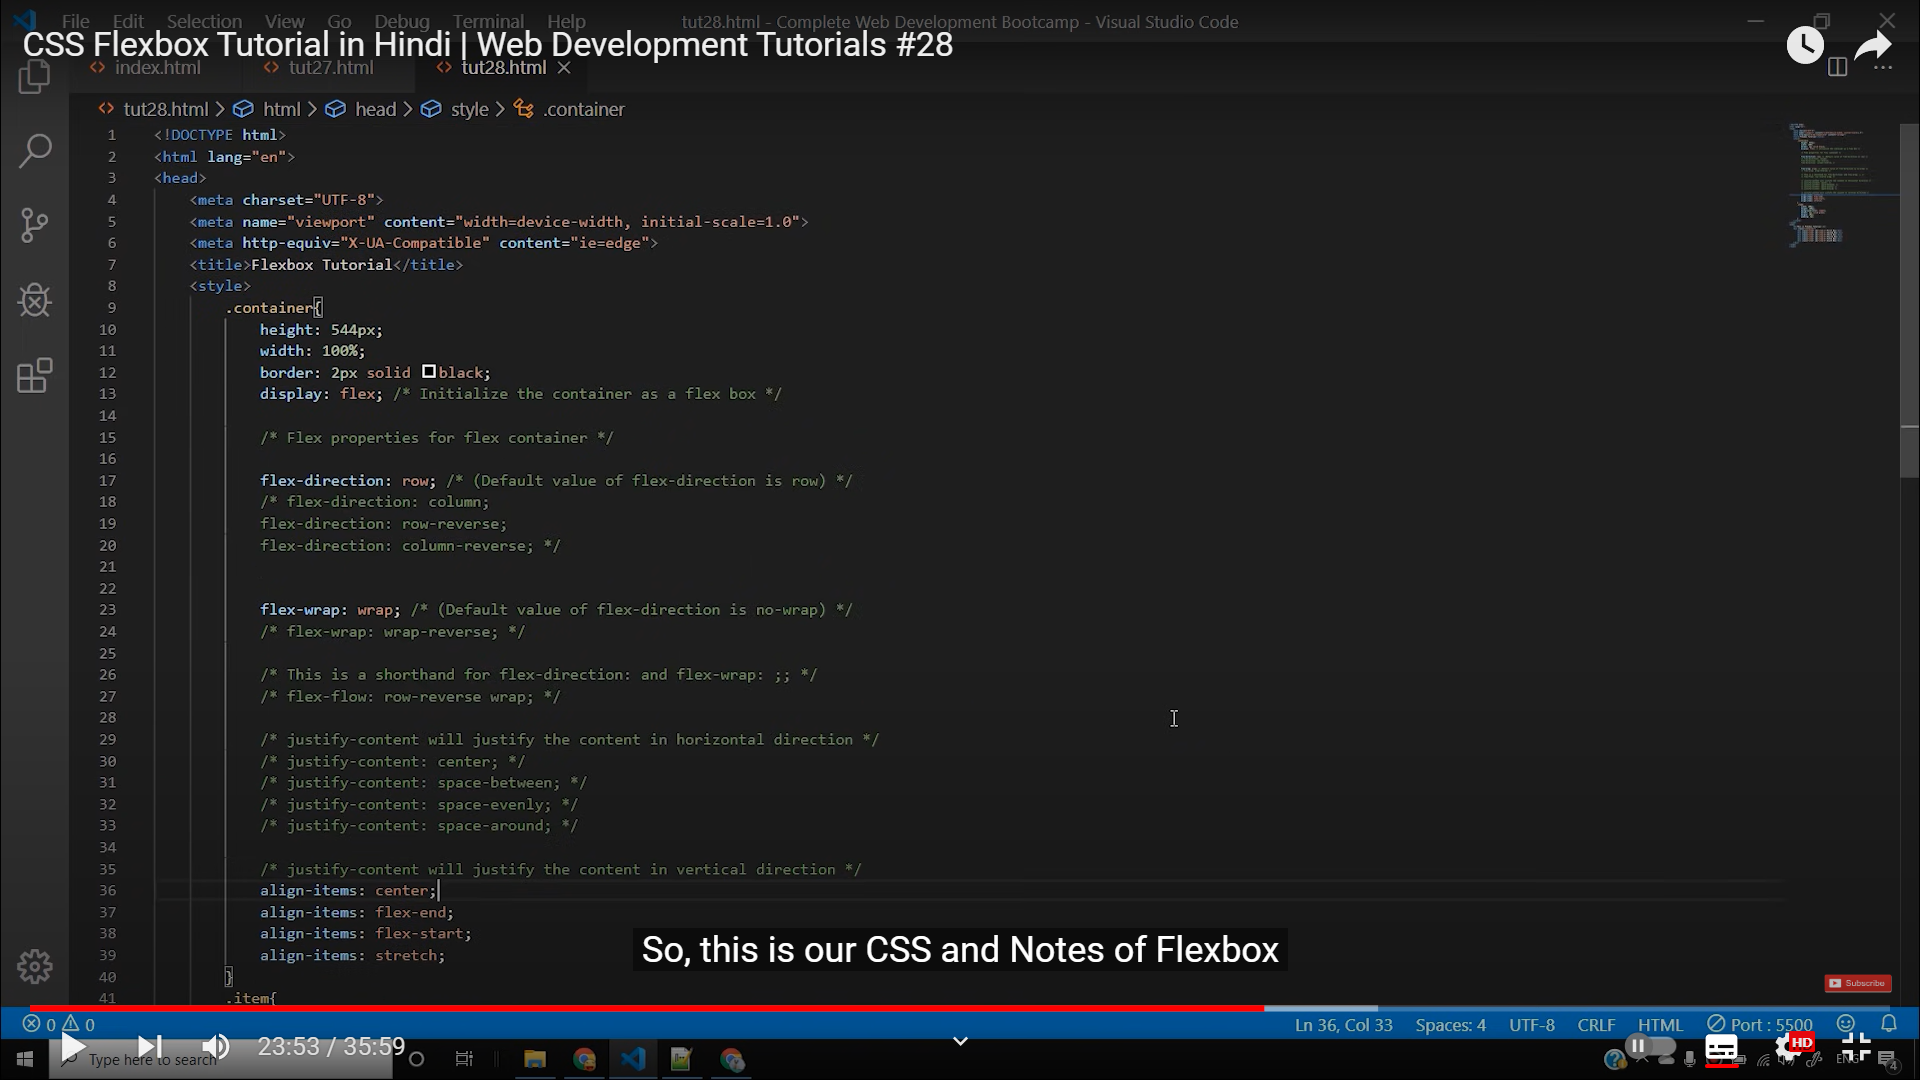 File Edit Selection View Go Debug Terminal Help
tut28.html - Complete Web Development Bootcamp - Visual Studio Code
CSS Flexbox Tutorial in Hindi | Web Development Tutorials #28
index.html tut27.html tut28.html
tut28.html > html > head > style > .container
1 <!DOCTYPE html>
2 <html lang="en">
3 <head>
4 <meta charset="UTF-8">
5 <meta name="viewport" content="width=device-width, initial-scale=1.0">
6 <meta http-equiv="X-UA-Compatible" content="ie=edge">
7 <title>Flexbox Tutorial</title>
8 <style>
9 .container{
10 height: 544px;
11 width: 100%;
12 border: 2px solid black;
13 display: flex; /* Initialize the container as a flex box */
14
15 /* Flex properties for flex container */
16
17 flex-direction: row; /* (Default value of flex-direction is row) */
18 /* flex-direction: column;
19 flex-direction: row-reverse;
20 flex-direction: column-reverse; */
21
22
23 flex-wrap: wrap; /* (Default value of flex-direction is no-wrap) */
24 /* flex-wrap: wrap-reverse; */
25
26 /* This is a shorthand for flex-direction: and flex-wrap: ;; */
27 /* flex-flow: row-reverse wrap; */
28
29 /* justify-content will justify the content in horizontal direction */
30 /* justify-content: center; */
31 /* justify-content: space-between; */
32 /* justify-content: space-evenly; */
33 /* justify-content: space-around; */
34
35 /* justify-content will justify the content in vertical direction */
36 align-items: center;
37 align-items: flex-end;
38 align-items: flex-start;
39 align-items: stretch;
40 }
41 .item{
So, this is our CSS and Notes of Flexbox
Subscribe
0 0
Ln 36, Col 33 Spaces: 4 UTF-8 CRLF HTML Port : 5500
23:53 / 35:59
HD
Type here to search
ENG
4